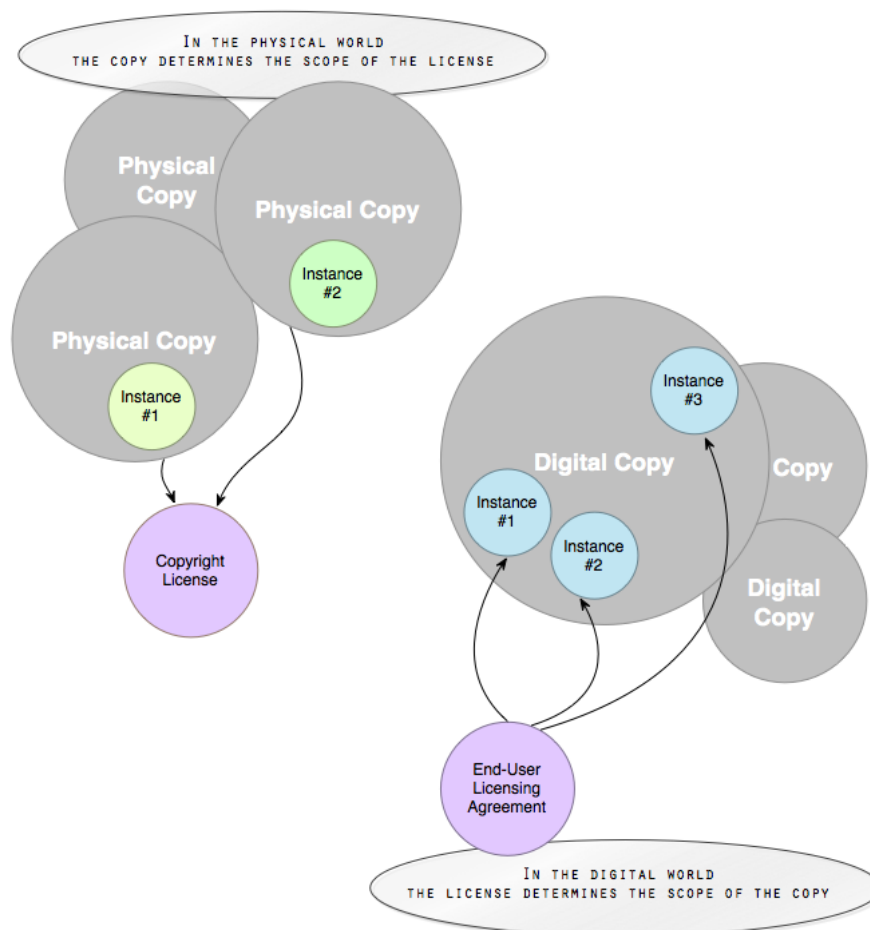 IN THE PHYSICAL WORLD
THE COPY DETERMINES THE SCOPE OF THE LICENSE
Physical
Copy
Physical Copy
Instance
#2
Physical Copy
Instance
#1
Copyright
License
Instance
#3
Digital Copy
Copy
Instance
#1
Instance
#2
Digital
Copy
End-User
Licensing
Agreement
IN THE DIGITAL WORLD
THE LICENSE DETERMINES THE SCOPE OF THE COPY